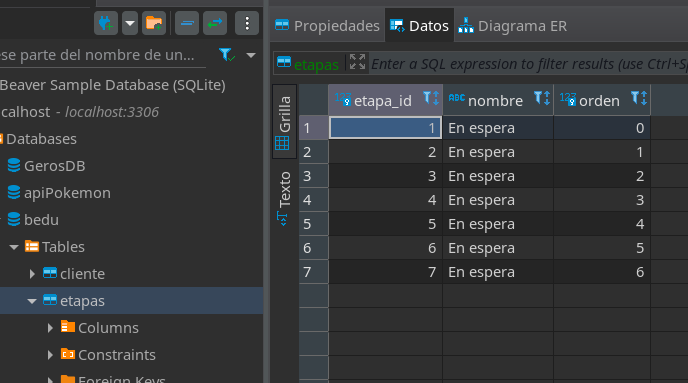 Propiedades Datos Diagrama ER
ese parte del nombre de un...
etapas Enter a SQL expression to filter results (use Ctrl+Sp
Beaver Sample Database (SQLite)
calhost - localhost:3306
Databases
GerosDB
apiPokemon
bedu
Tables
cliente
etapas
Columns
Constraints
Foreign Keys
Grilla
Texto
123 etapa_id ABC nombre 123 orden
1 1 En espera 0
2 2 En espera 1
3 3 En espera 2
4 4 En espera 3
5 5 En espera 4
6 6 En espera 5
7 7 En espera 6